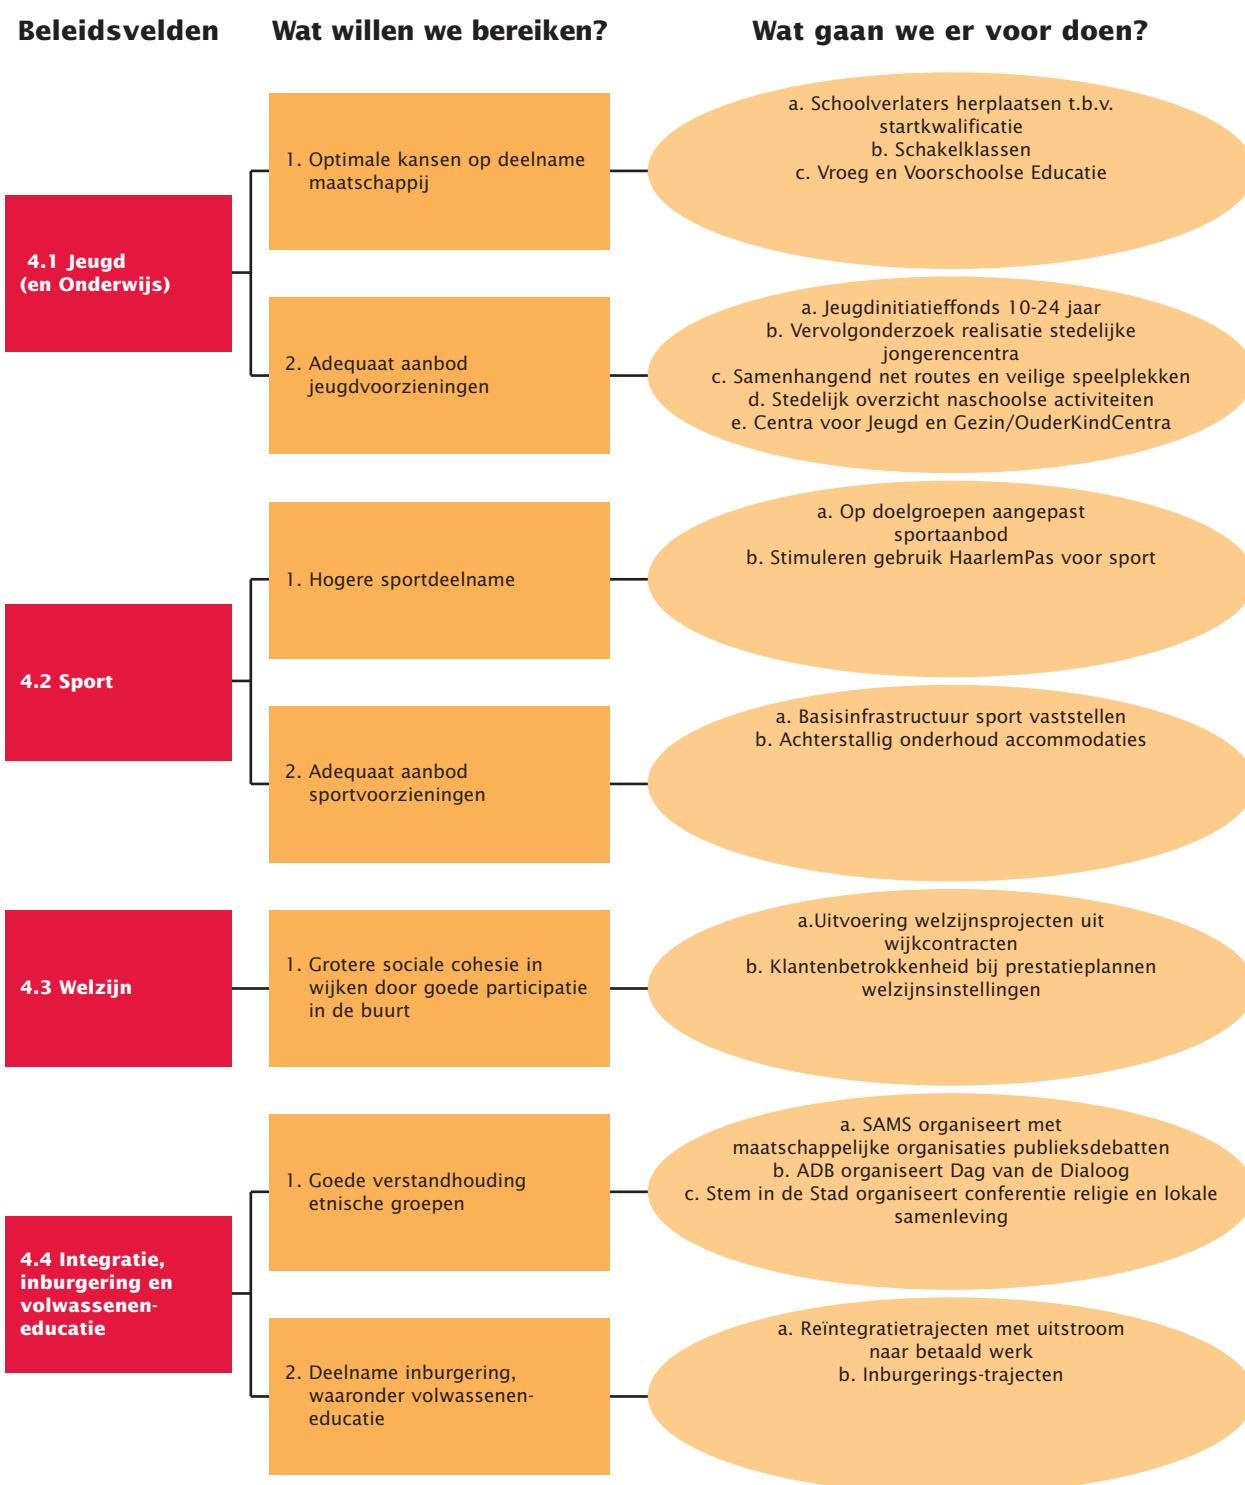 Beleidsvelden
Wat willen we bereiken?
Wat gaan we er voor doen?
4.1 Jeugd
(en Onderwijs)
1. Optimale kansen op deelname
maatschappij
a. Schoolverlaters herplaatsen t.b.v.
startkwalificatie
b. Schakelklassen
c. Vroeg en Voorschoolse Educatie
2. Adequaat aanbod
jeugdvoorzieningen
a. Jeugdinitiatieffonds 10-24 jaar
b. Vervolgonderzoek realisatie stedelijke
jongerencentra
c. Samenhangend net routes en veilige speelplekken
d. Stedelijk overzicht naschoolse activiteiten
e. Centra voor Jeugd en Gezin/OuderKindCentra
4.2 Sport
1. Hogere sportdeelname
a. Op doelgroepen aangepast
sportaanbod
b. Stimuleren gebruik HaarlemPas voor sport
2. Adequaat aanbod
sportvoorzieningen
a. Basisinfrastructuur sport vaststellen
b. Achterstallig onderhoud accommodaties
4.3 Welzijn
1. Grotere sociale cohesie in
wijken door goede participatie
in de buurt
a.Uitvoering welzijnsprojecten uit
wijkcontracten
b. Klantenbetrokkenheid bij prestatieplannen
welzijnsinstellingen
4.4 Integratie,
inburgering en
volwassenen-
educatie
1. Goede verstandhouding
etnische groepen
a. SAMS organiseert met
maatschappelijke organisaties publieksdebatten
b. ADB organiseert Dag van de Dialoog
c. Stem in de Stad organiseert conferentie religie en lokale
samenleving
2. Deelname inburgering,
waaronder volwassenen-
educatie
a. Reïntegratietrajecten met uitstroom
naar betaald werk
b. Inburgerings-trajecten